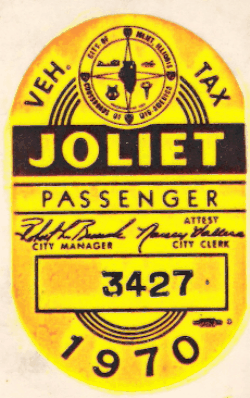 CITY OF JOLIET, ILLINOIS
VEH. TAX
JOLIET
PASSENGER
ATTEST
CITY MANAGER CITY CLERK
3427
1970